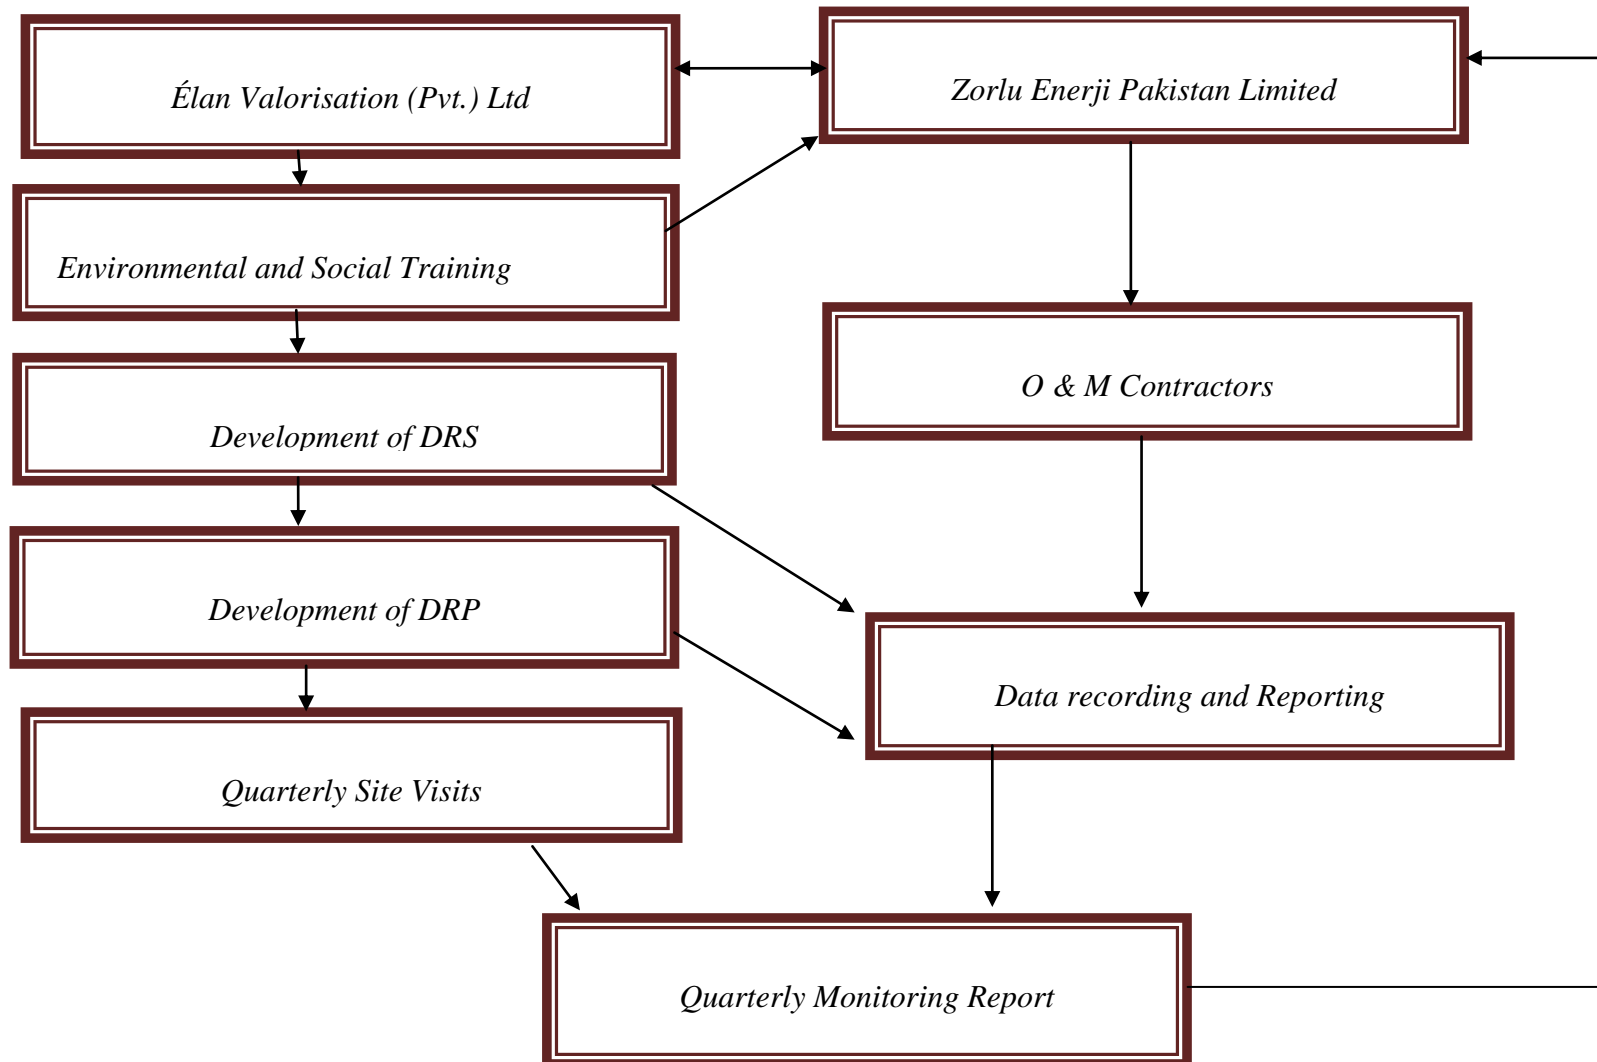 Élan Valorisation (Pvt.) Ltd
Zorlu Enerji Pakistan Limited
Environmental and Social Training
O & M Contractors
Development of DRS
Development of DRP
Data recording and Reporting
Quarterly Site Visits
Quarterly Monitoring Report